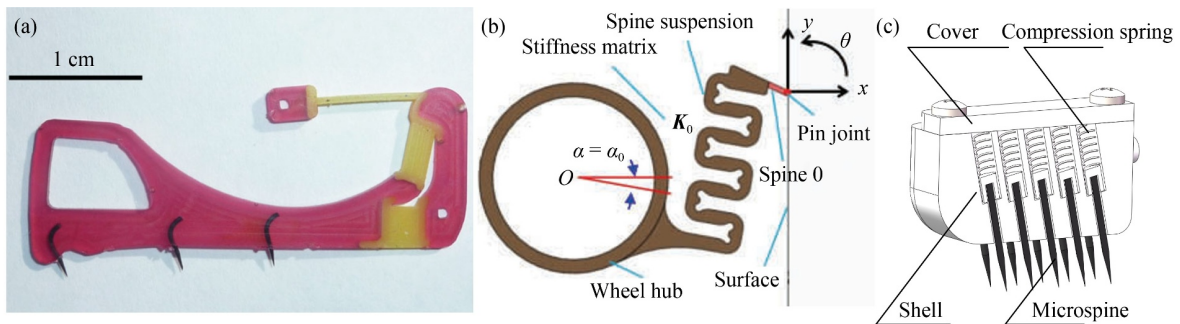 (a)
1 cm
(b)
Spine suspension
Stiffness matrix
K₀
α = α₀
O
y
θ
x
Pin joint
Spine 0
Surface
Wheel hub
(c)
Cover
Compression spring
Shell
Microspine